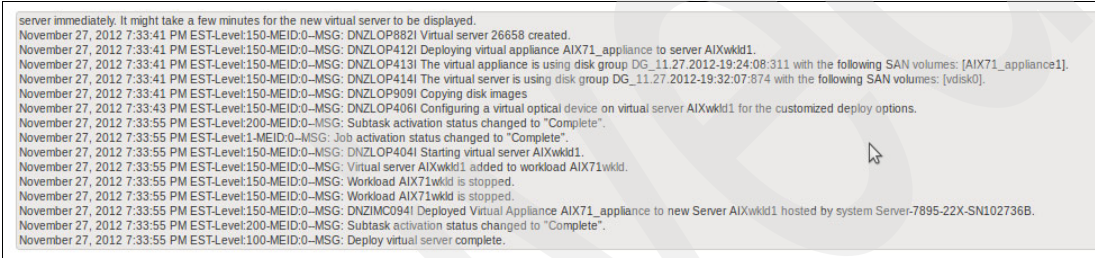 server immediately. It might take a few minutes for the new virtual server to be displayed.
November 27, 2012 7:33:41 PM EST-Level:150-MEID:0--MSG: DNZLOP882I Virtual server 26658 created.
November 27, 2012 7:33:41 PM EST-Level:150-MEID:0--MSG: DNZLOP412I Deploying virtual appliance AIX71_appliance to server AIXwkld1.
November 27, 2012 7:33:41 PM EST-Level:150-MEID:0--MSG: DNZLOP413I The virtual appliance is using disk group DG_11.27.2012-19:24:08:311 with the following SAN volumes: [AIX71_appliance1].
November 27, 2012 7:33:41 PM EST-Level:150-MEID:0--MSG: DNZLOP414I The virtual server is using disk group DG_11.27.2012-19:32:07:874 with the following SAN volumes: [vdisk0].
November 27, 2012 7:33:41 PM EST-Level:150-MEID:0--MSG: DNZLOP909I Copying disk images
November 27, 2012 7:33:43 PM EST-Level:150-MEID:0--MSG: DNZLOP406I Configuring a virtual optical device on virtual server AIXwkld1 for the customized deploy options.
November 27, 2012 7:33:55 PM EST-Level:200-MEID:0--MSG: Subtask activation status changed to "Complete".
November 27, 2012 7:33:55 PM EST-Level:1-MEID:0--MSG: Job activation status changed to "Complete".
November 27, 2012 7:33:55 PM EST-Level:150-MEID:0--MSG: DNZLOP404I Starting virtual server AIXwkld1.
November 27, 2012 7:33:55 PM EST-Level:150-MEID:0--MSG: Virtual server AIXwkld1 added to workload AIX71wkld.
November 27, 2012 7:33:55 PM EST-Level:150-MEID:0--MSG: Workload AIX71wkld is stopped.
November 27, 2012 7:33:55 PM EST-Level:150-MEID:0--MSG: Workload AIX71wkld is stopped.
November 27, 2012 7:33:55 PM EST-Level:150-MEID:0--MSG: DNZIMC094I Deployed Virtual Appliance AIX71_appliance to new Server AIXwkld1 hosted by system Server-7895-22X-SN102736B.
November 27, 2012 7:33:55 PM EST-Level:200-MEID:0--MSG: Subtask activation status changed to "Complete".
November 27, 2012 7:33:55 PM EST-Level:100-MEID:0--MSG: Deploy virtual server complete.